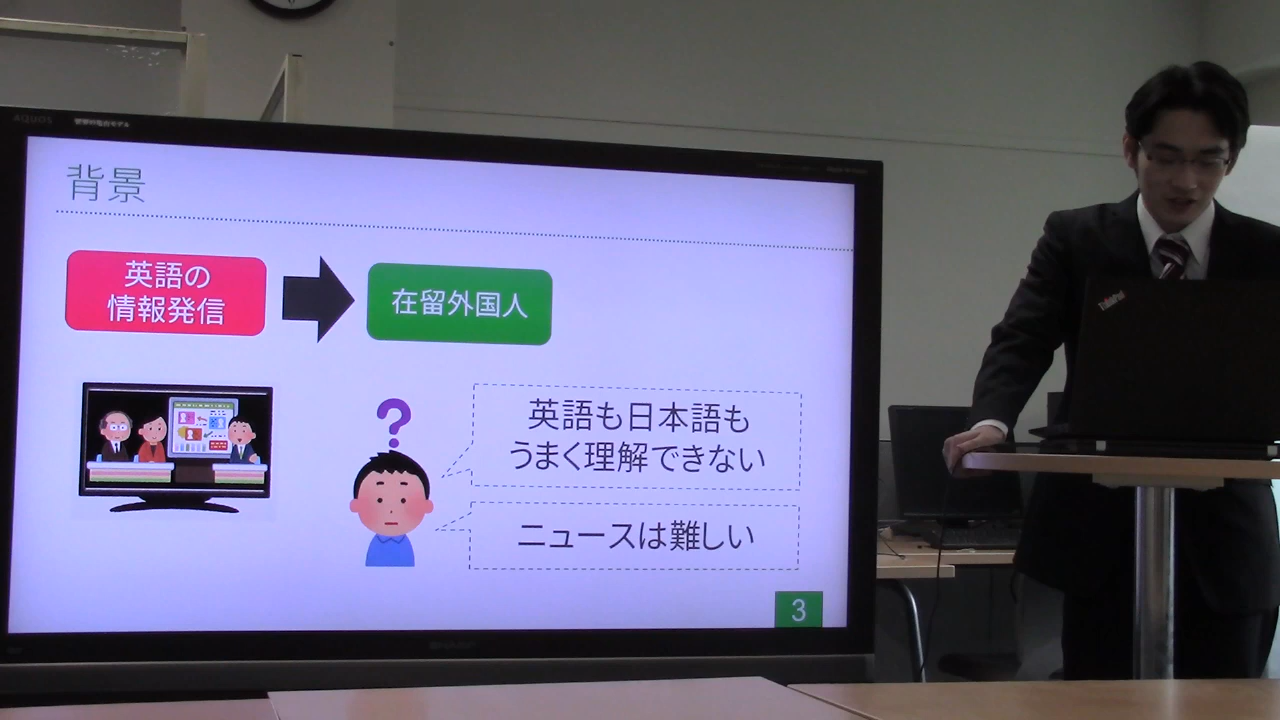 AQUOS
背景
英語の
情報発信
在留外国人
?
英語も日本語も
うまく理解できない
ニュースは難しい
3
ThinkPad